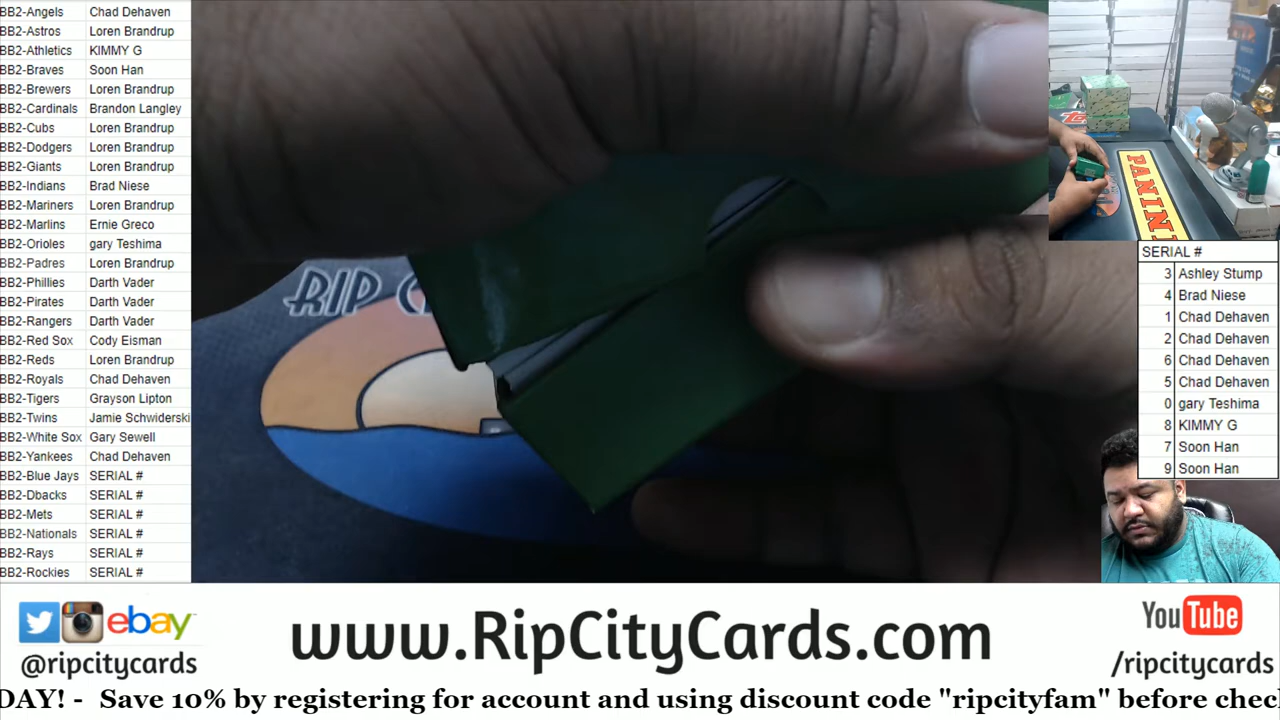 BB2-Angels Chad Dehaven
BB2-Astros Loren Brandrup
BB2-Athletics KIMMY G
BB2-Braves Soon Han
BB2-Brewers Loren Brandrup
BB2-Cardinals Brandon Langley
BB2-Cubs Loren Brandrup
BB2-Dodgers Loren Brandrup
BB2-Giants Loren Brandrup
BB2-Indians Brad Niese
BB2-Mariners Loren Brandrup
BB2-Marlins Ernie Greco
BB2-Orioles gary Teshima
BB2-Padres Loren Brandrup
BB2-Phillies Darth Vader
BB2-Pirates Darth Vader
BB2-Rangers Darth Vader
BB2-Red Sox Cody Eisman
BB2-Reds Loren Brandrup
BB2-Royals Chad Dehaven
BB2-Tigers Grayson Lipton
BB2-Twins Jamie Schwiderski
BB2-White Sox Gary Sewell
BB2-Yankees Chad Dehaven
BB2-Blue Jays SERIAL #
BB2-Dbacks SERIAL #
BB2-Mets SERIAL #
BB2-Nationals SERIAL #
BB2-Rays SERIAL #
BB2-Rockies SERIAL #
RIP C
PANINI
SERIAL #
3 Ashley Stump
4 Brad Niese
1 Chad Dehaven
2 Chad Dehaven
6 Chad Dehaven
5 Chad Dehaven
0 gary Teshima
8 KIMMY G
7 Soon Han
9 Soon Han
ebay
@ripcitycards
www.RipCityCards.com
YouTube
/ripcitycards
DAY! - Save 10% by registering for account and using discount code "ripcityfam" before chec